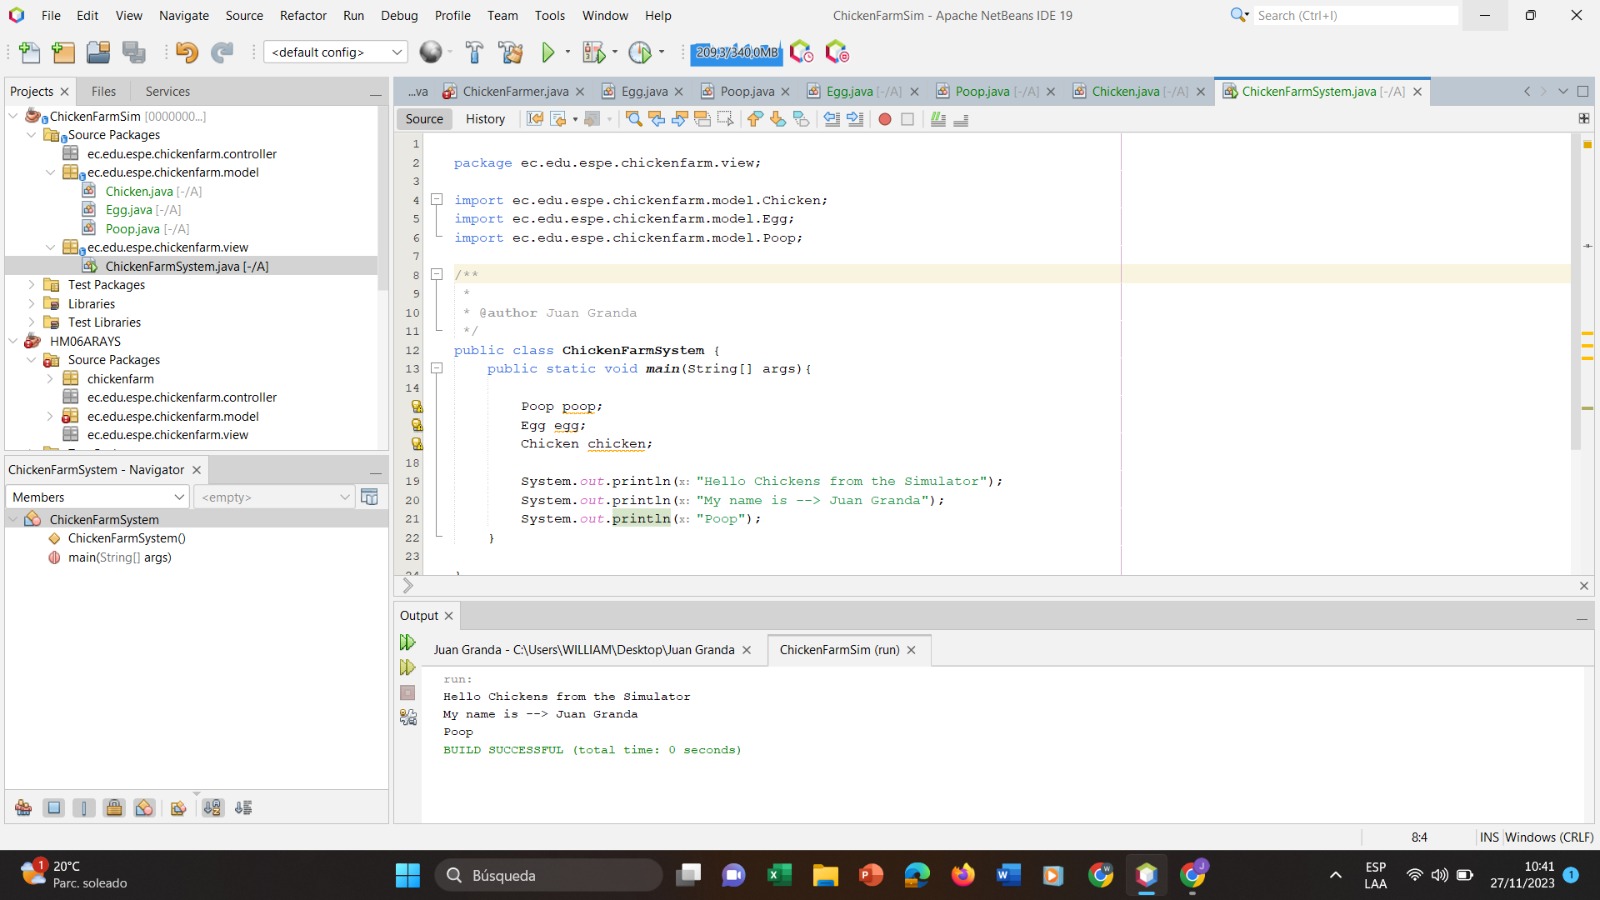 File Edit View Navigate Source Refactor Run Debug Profile Team Tools Window Help
ChickenFarmSim - Apache NetBeans IDE 19
Search (Ctrl+I)
<default config>
209,3/340,0MB
Projects Files Services
ChickenFarmSim [0000000...]
Source Packages
ec.edu.espe.chickenfarm.controller
ec.edu.espe.chickenfarm.model
Chicken.java [-/A]
Egg.java [-/A]
Poop.java [-/A]
ec.edu.espe.chickenfarm.view
ChickenFarmSystem.java [-/A]
Test Packages
Libraries
Test Libraries
HM06ARAYS
Source Packages
chickenfarm
ec.edu.espe.chickenfarm.controller
ec.edu.espe.chickenfarm.model
ec.edu.espe.chickenfarm.view
ChickenFarmSystem - Navigator
Members <empty>
ChickenFarmSystem
ChickenFarmSystem()
main(String[] args)
...va ChickenFarmer.java Egg.java Poop.java Egg.java [-/A] Poop.java [-/A] Chicken.java [-/A] ChickenFarmSystem.java [-/A]
Source History
1
2 package ec.edu.espe.chickenfarm.view;
3
4 import ec.edu.espe.chickenfarm.model.Chicken;
5 import ec.edu.espe.chickenfarm.model.Egg;
6 import ec.edu.espe.chickenfarm.model.Poop;
7
8 /**
9 *
10 * @author Juan Granda
11 */
12 public class ChickenFarmSystem {
13 public static void main(String[] args){
14
Poop poop;
Egg egg;
Chicken chicken;
18
19 System.out.println(x: "Hello Chickens from the Simulator");
20 System.out.println(x: "My name is --> Juan Granda");
21 System.out.println(x: "Poop");
22 }
23
Output
Juan Granda - C:\Users\WILLIAM\Desktop\Juan Granda ChickenFarmSim (run)
run:
Hello Chickens from the Simulator
My name is --> Juan Granda
Poop
BUILD SUCCESSFUL (total time: 0 seconds)
8:4 INS Windows (CRLF)
1
20°C
Parc. soleado
Búsqueda
ESP
LAA
10:41
27/11/2023
1